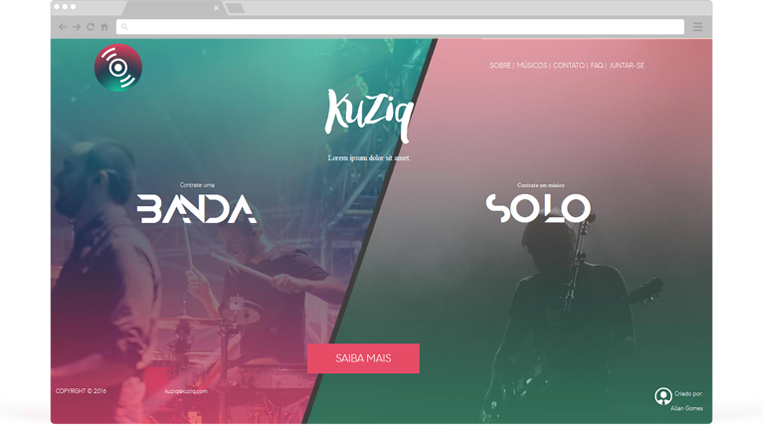 SOBRE | MÚSICOS | CONTATO | FAQ | JUNTAR-SE
KuZiq
Lorem ipsum dolor sit amet.
Contrate uma
BANDA
Contrate um músico
SOLO
SAIBA MAIS
COPYRIGHT © 2016
kuziq@kuziq.com
Criado por:
Allan Gomes